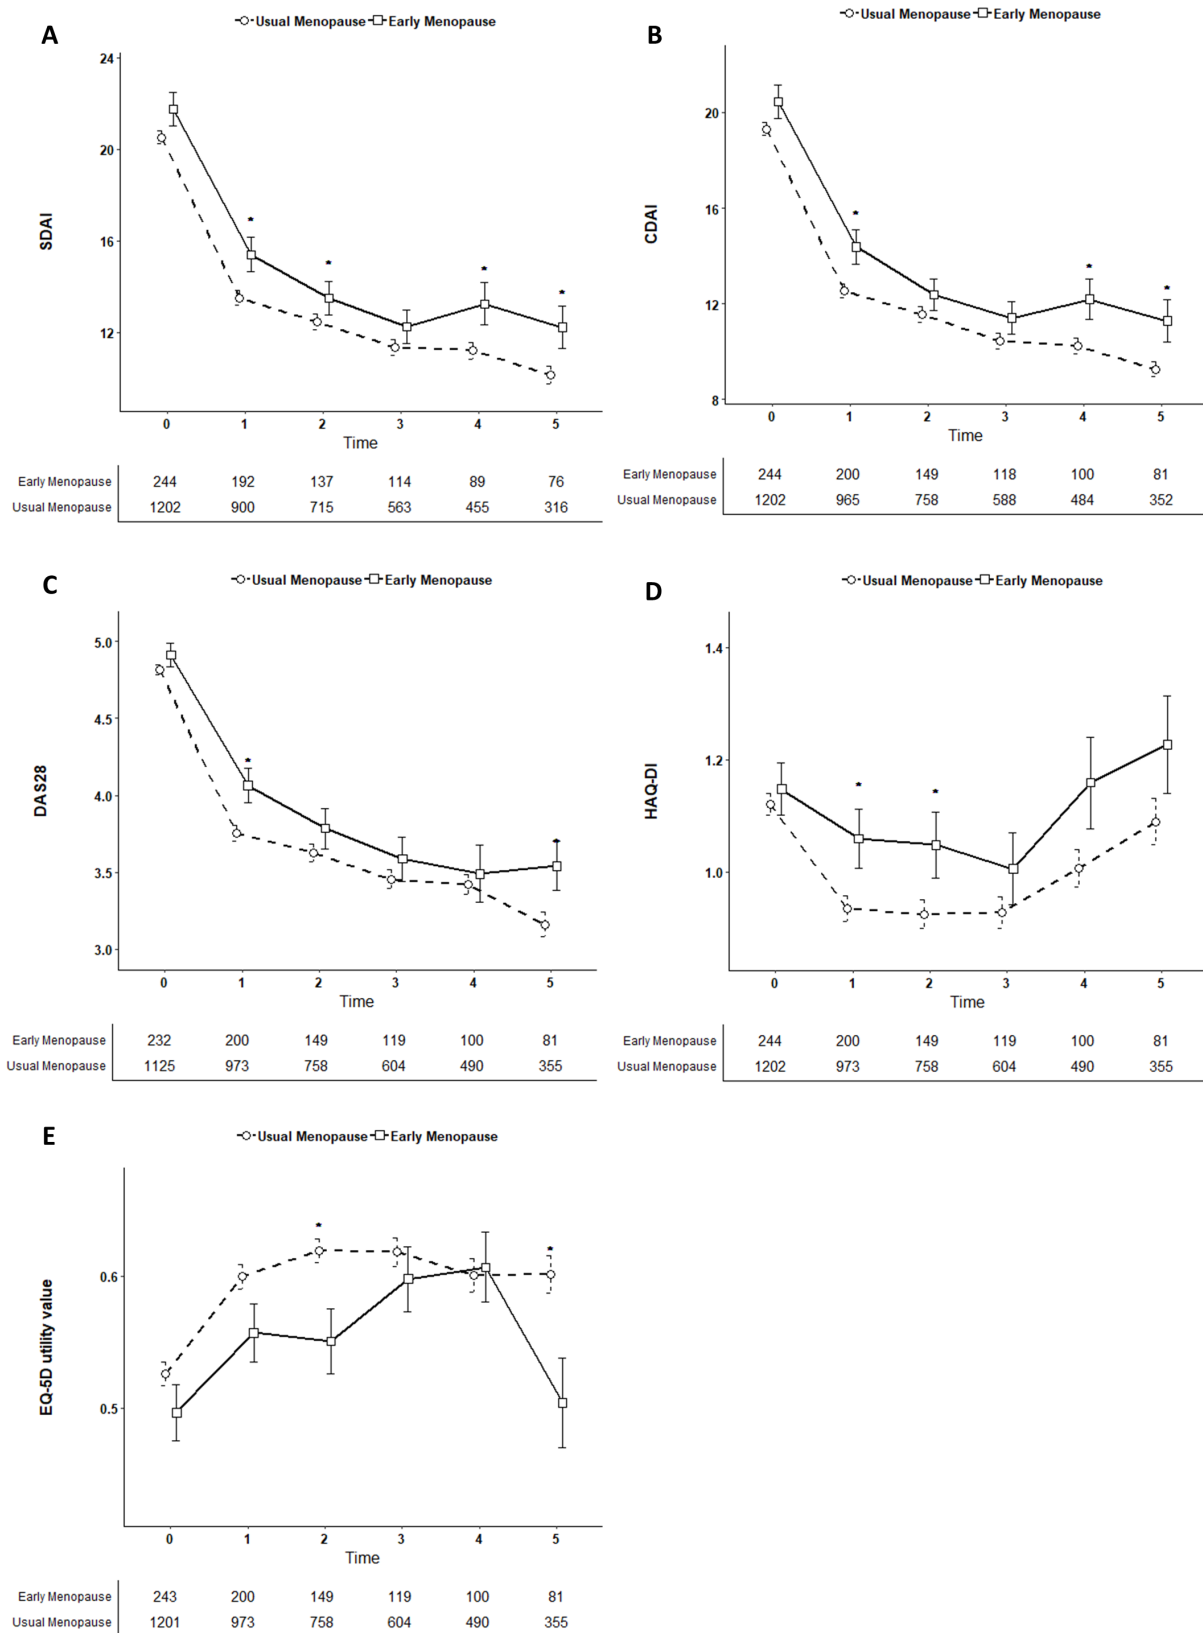 A
Usual Menopause Early Menopause
24
20
16
12
SDAI
*
*
*
*
0 1 2 3 4 5
Time
Early Menopause 244 192 137 114 89 76
Usual Menopause 1202 900 715 563 455 316
B
Usual Menopause Early Menopause
20
16
12
8
CDAI
*
*
*
0 1 2 3 4 5
Time
Early Menopause 244 200 149 118 100 81
Usual Menopause 1202 965 758 588 484 352
C
Usual Menopause Early Menopause
5.0
4.5
4.0
3.5
3.0
DAS28
*
*
0 1 2 3 4 5
Time
Early Menopause 232 200 149 119 100 81
Usual Menopause 1125 973 758 604 490 355
D
Usual Menopause Early Menopause
1.4
1.2
1.0
HAQ-DI
*
*
0 1 2 3 4 5
Time
Early Menopause 244 200 149 119 100 81
Usual Menopause 1202 973 758 604 490 355
E
Usual Menopause Early Menopause
0.6
0.5
EQ-5D utility value
*
*
0 1 2 3 4 5
Time
Early Menopause 243 200 149 119 100 81
Usual Menopause 1201 973 758 604 490 355